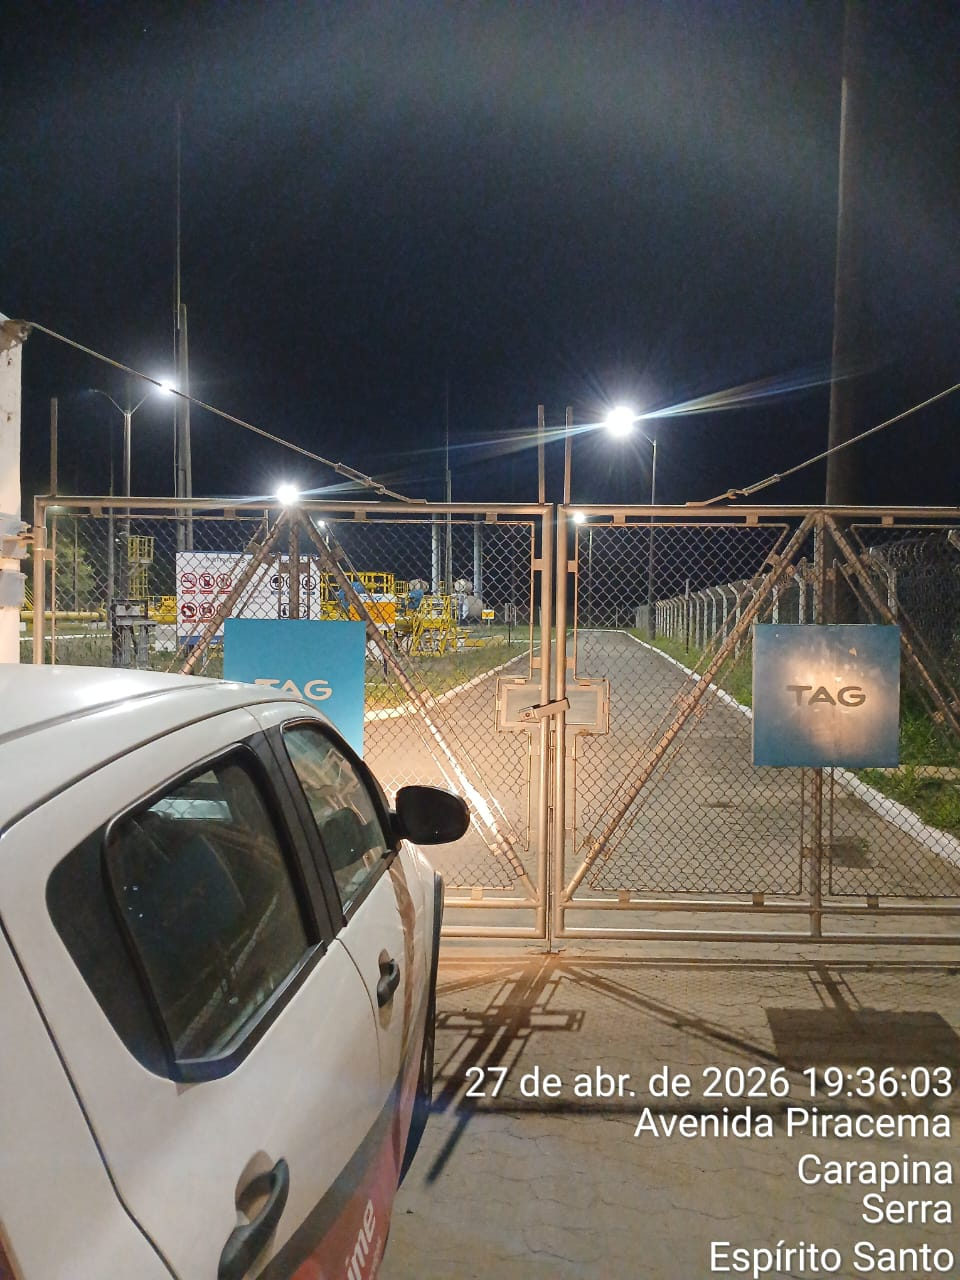 TAG
TAG
27 de abr. de 2026 19:36:03
Avenida Piracema
Carapina
Serra
Espírito Santo